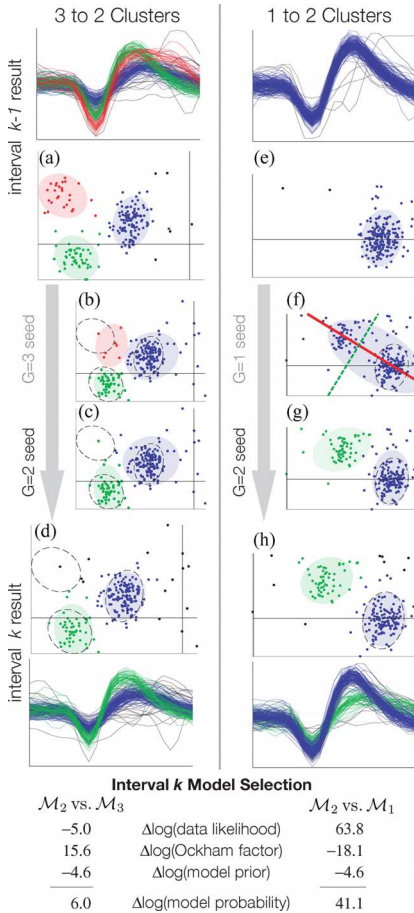 3 to 2 Clusters
1 to 2 Clusters
interval k-1 result
(a)
(e)
G=3 seed
(b)
(c)
G=2 seed
G=1 seed
(f)
(g)
G=2 seed
(d)
(h)
interval k result
Interval k Model Selection
M₂ vs. M₃ M₂ vs. M₁
−5.0 Δlog(data likelihood) 63.8
15.6 Δlog(Ockham factor) −18.1
−4.6 Δlog(model prior) −4.6
6.0 Δlog(model probability) 41.1